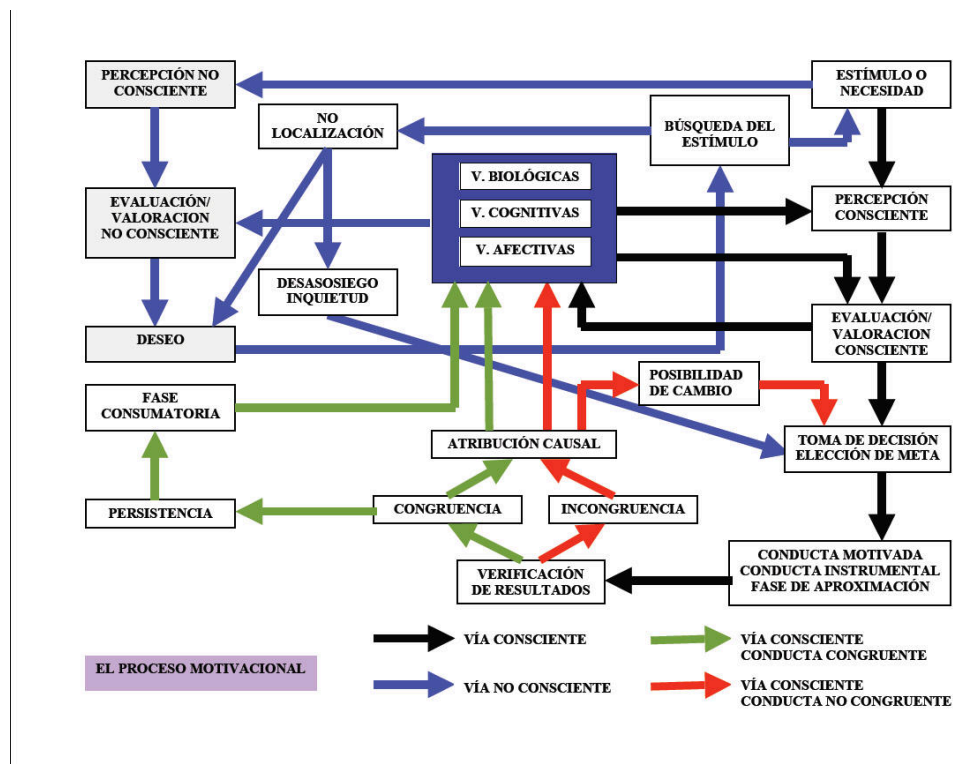 PERCEPCIÓN NO
CONSCIENTE
ESTÍMULO O
NECESIDAD
NO
LOCALIZACIÓN
BÚSQUEDA DEL
ESTÍMULO
V. BIOLÓGICAS
V. COGNITIVAS
V. AFECTIVAS
EVALUACIÓN/
VALORACION
NO CONSCIENTE
PERCEPCIÓN
CONSCIENTE
DESASOSIEGO
INQUIETUD
DESEO
EVALUACIÓN/
VALORACION
CONSCIENTE
FASE
CONSUMATORIA
POSIBILIDAD
DE CAMBIO
ATRIBUCIÓN CAUSAL
TOMA DE DECISIÓN
ELECCIÓN DE META
PERSISTENCIA
CONGRUENCIA
INCONGRUENCIA
VERIFICACIÓN
DE RESULTADOS
CONDUCTA MOTIVADA
CONDUCTA INSTRUMENTAL
FASE DE APROXIMACIÓN
EL PROCESO MOTIVACIONAL
VÍA CONSCIENTE
VÍA CONSCIENTE
CONDUCTA CONGRUENTE
VÍA NO CONSCIENTE
VÍA CONSCIENTE
CONDUCTA NO CONGRUENTE